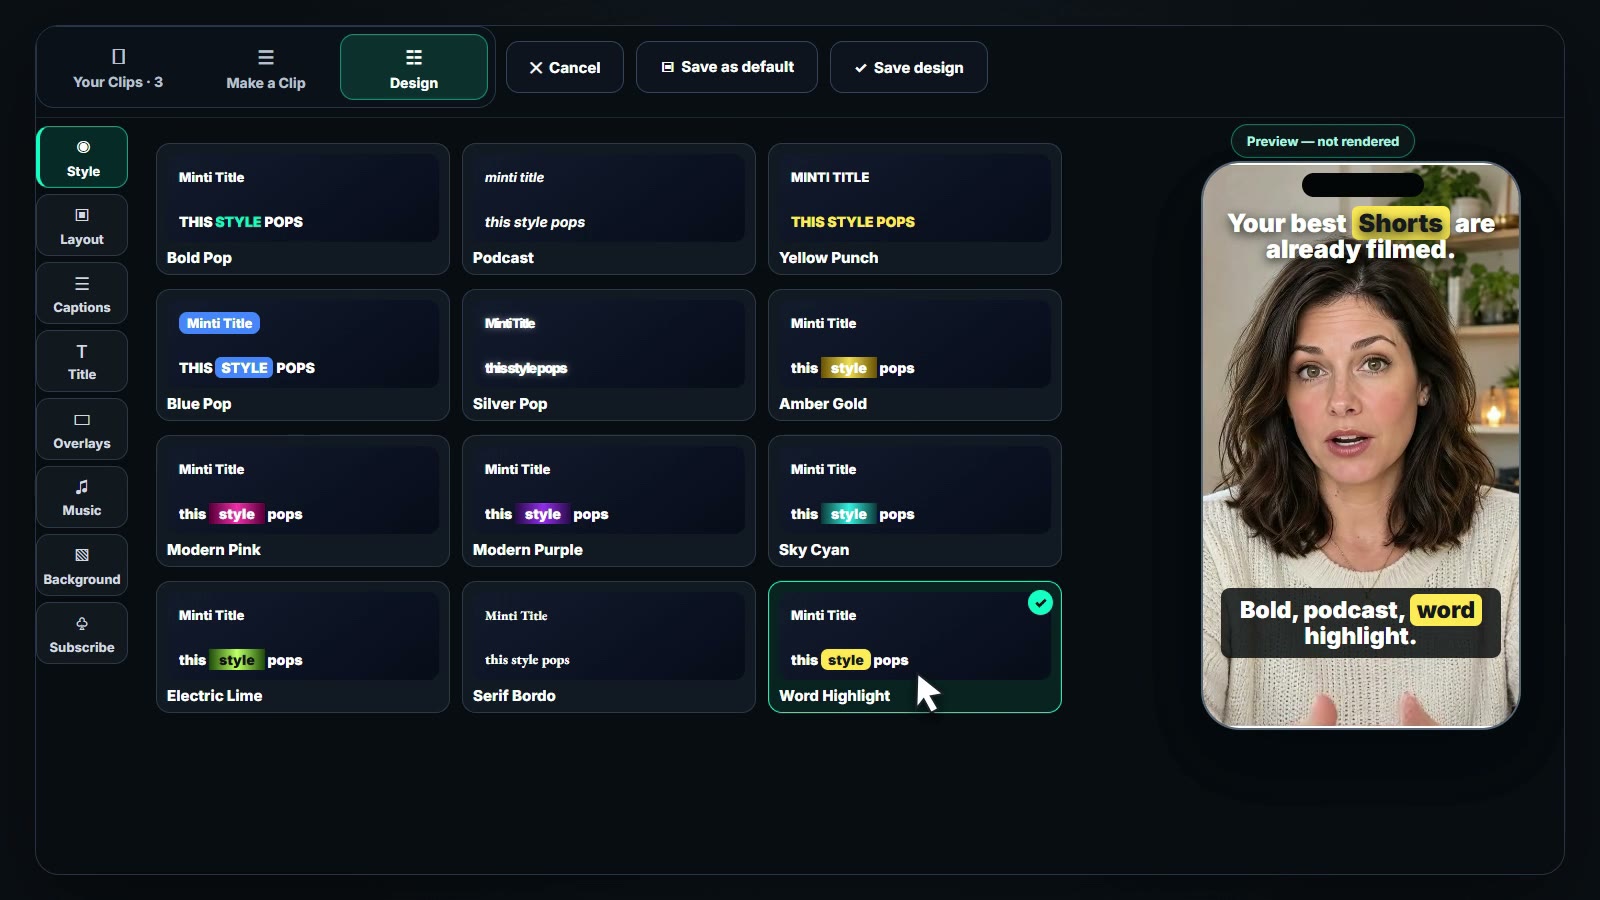 Your Clips · 3
Make a Clip
Design
Cancel
Save as default
Save design
Style
Layout
Captions
Title
Overlays
Music
Background
Subscribe
Minti Title
THIS STYLE POPS
Bold Pop
minti title
this style pops
Podcast
MINTI TITLE
THIS STYLE POPS
Yellow Punch
Minti Title
THIS STYLE POPS
Blue Pop
Minti Title
this style pops
Silver Pop
Minti Title
this style pops
Amber Gold
Minti Title
this style pops
Modern Pink
Minti Title
this style pops
Modern Purple
Minti Title
this style pops
Sky Cyan
Minti Title
this style pops
Electric Lime
Minti Title
this style pops
Serif Bordo
Minti Title
this style pops
Word Highlight
Preview — not rendered
Your best Shorts are
already filmed.
Bold, podcast, word
highlight.